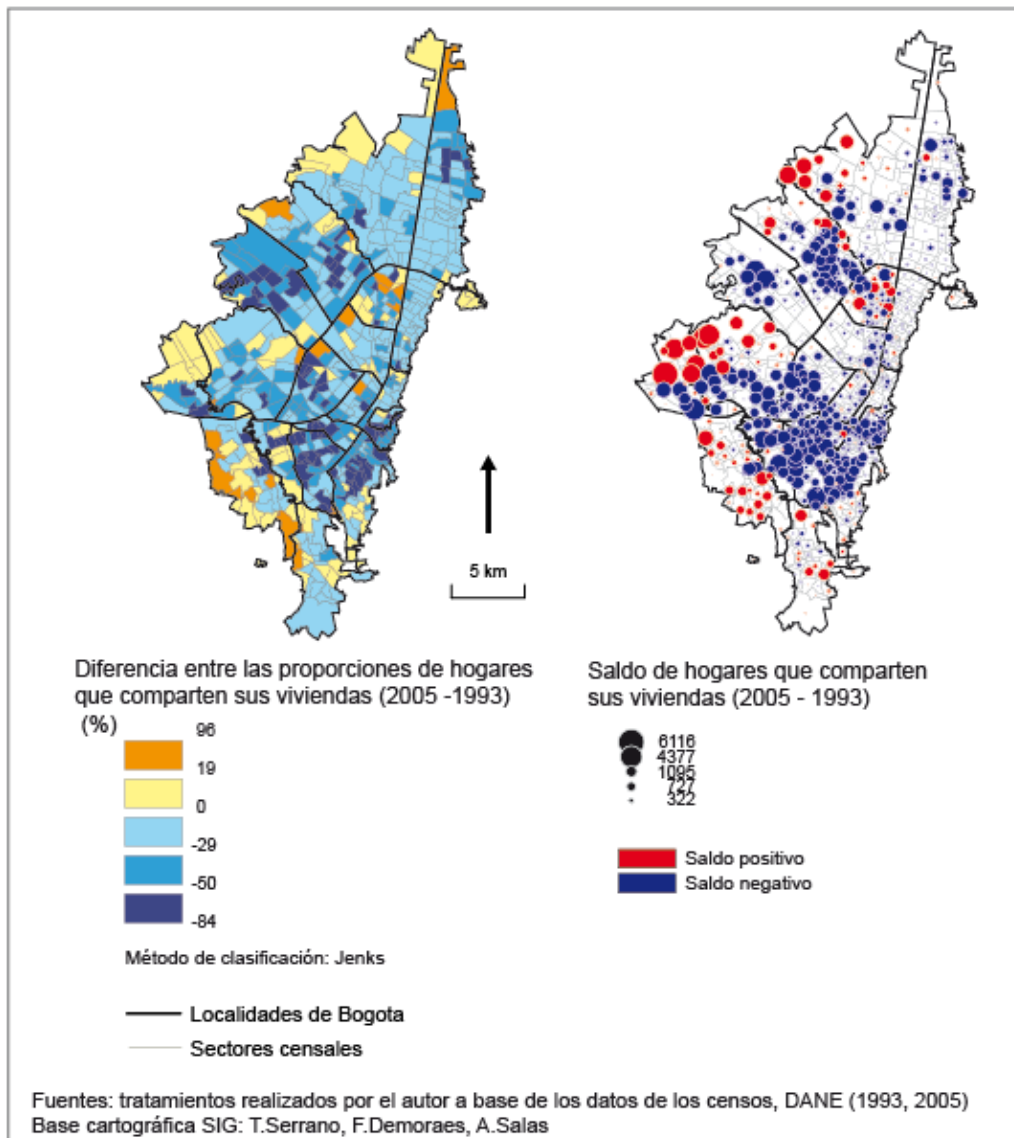 5 km
Diferencia entre las proporciones de hogares
que comparten sus viviendas (2005 -1993)
(%)
96
19
0
-29
-50
-84
Método de clasificación: Jenks
Localidades de Bogota
Sectores censales
Saldo de hogares que comparten
sus viviendas (2005 - 1993)
6116
4377
1095
727
322
Saldo positivo
Saldo negativo
Fuentes: tratamientos realizados por el autor a base de los datos de los censos, DANE (1993, 2005)
Base cartográfica SIG: T.Serrano, F.Demoraes, A.Salas